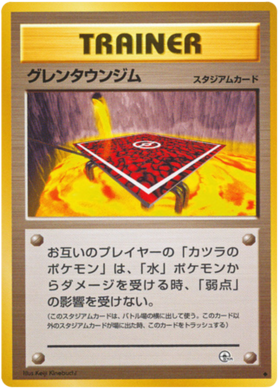 TRAINER
グレンタウンジム
スタジアムカード
お互いのプレイヤーの「カツラの
ポケモン」は、「水」ポケモンか
らダメージを受ける時、「弱点」
の影響を受けない。
(このスタジアムカードは、バトル場の横に出して使う。このカード以
外のスタジアムカードが場に出た時、このカードをトラッシュする)
Illus. Keiji Kinebuchi